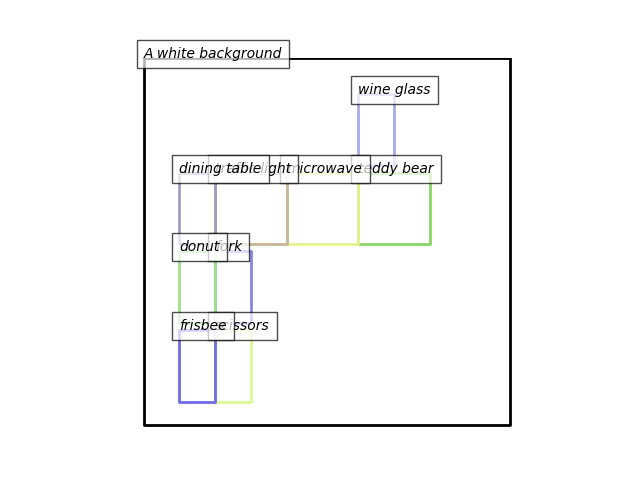 A white background
wine glass
dining table traffic light microwave teddy bear
donut fork
frisbee scissors